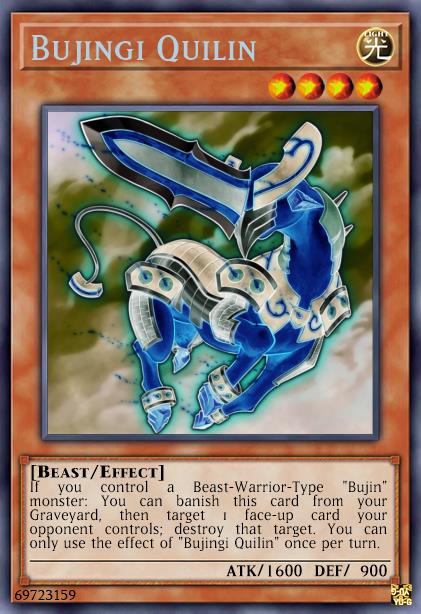 Bujingi Quilin
LIGHT
光
[Beast/Effect]
If you control a Beast-Warrior-Type "Bujin"
monster: You can banish this card from your
Graveyard, then target 1 face-up card your
opponent controls; destroy that target. You can
only use the effect of "Bujingi Quilin" once per turn.
ATK/1600 DEF/ 900
69723159